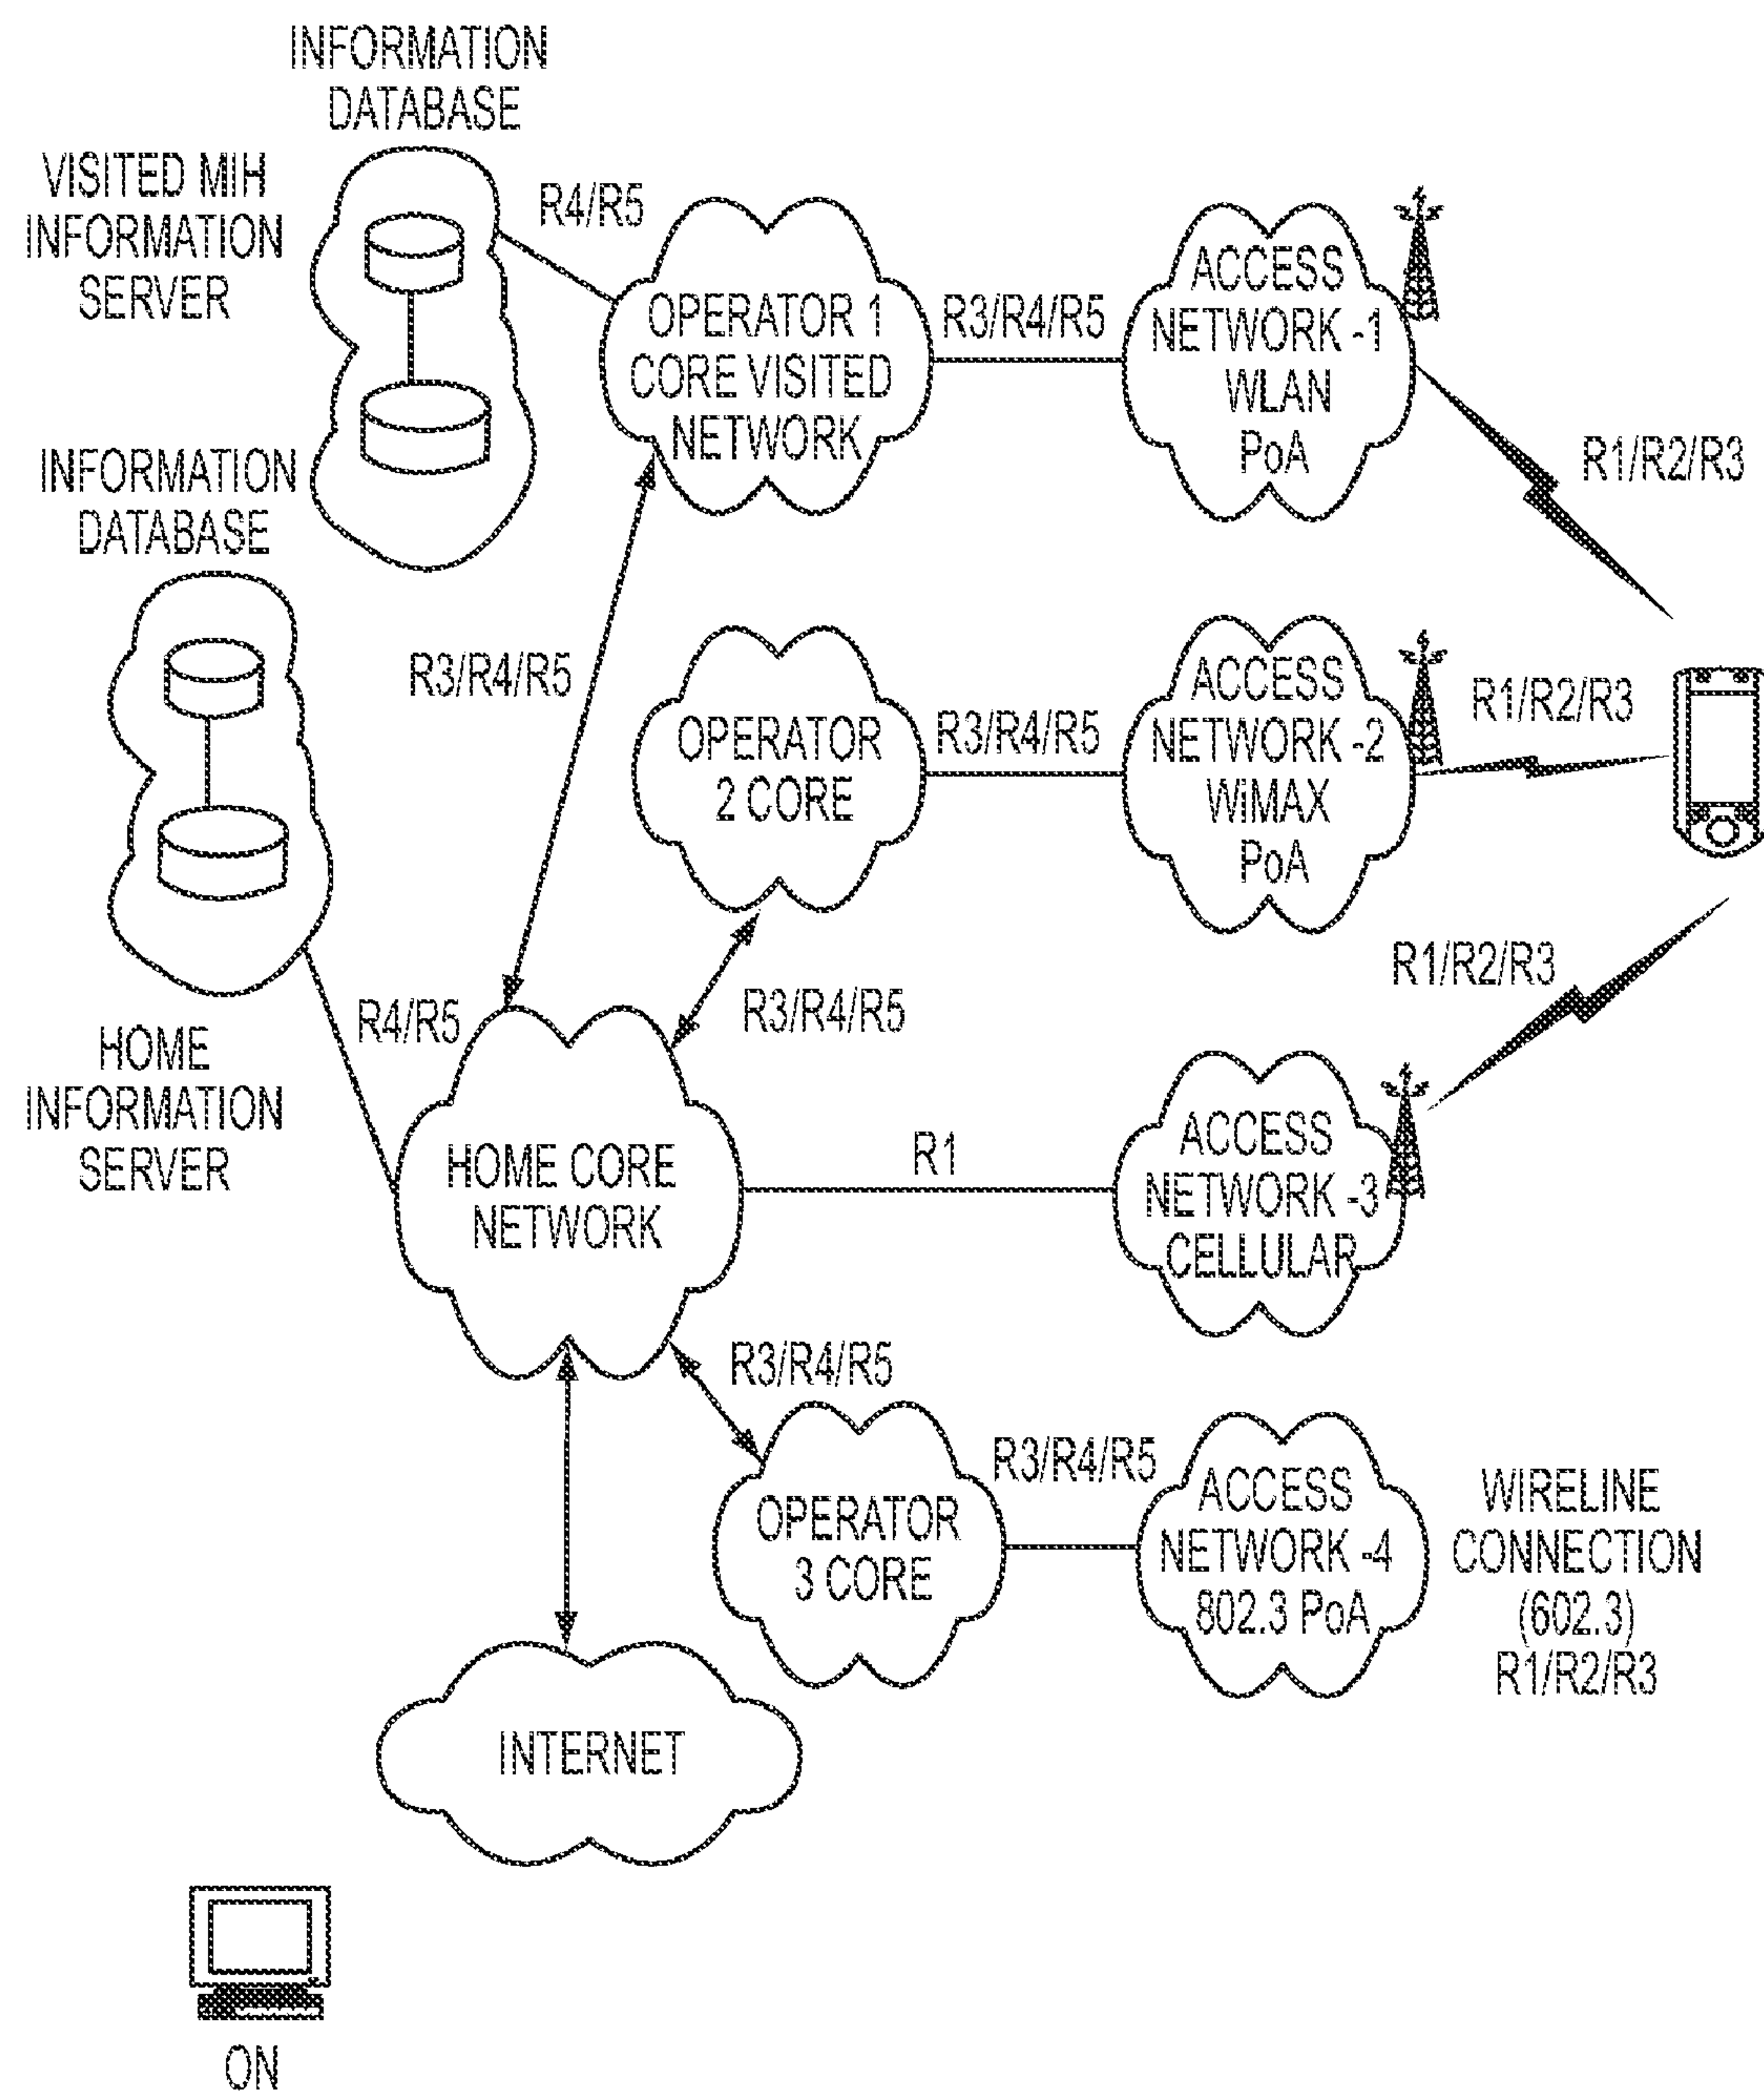 INFORMATION
DATABASE
VISITED MIH
INFORMATION
SERVER
R4/R5
OPERATOR 1
CORE VISITED
NETWORK
R3/R4/R5
ACCESS
NETWORK -1
WLAN
PoA
R1/R2/R3
INFORMATION
DATABASE
R3/R4/R5
OPERATOR
2 CORE
R3/R4/R5
ACCESS
NETWORK -2
WIMAX
PoA
R1/R2/R3
R1/R2/R3
R4/R5
R3/R4/R5
HOME
INFORMATION
SERVER
HOME CORE
NETWORK
R1
ACCESS
NETWORK -3
CELLULAR
R3/R4/R5
OPERATOR
3 CORE
R3/R4/R5
ACCESS
NETWORK -4
802.3 PoA
WIRELINE
CONNECTION
(602.3)
R1/R2/R3
INTERNET
ON